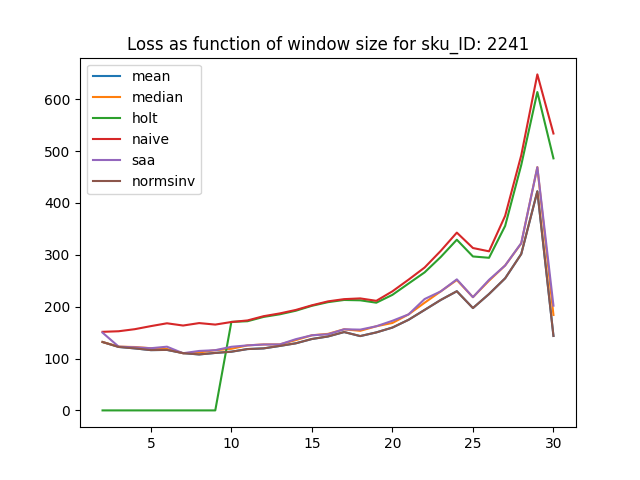 Loss as function of window size for sku_ID: 2241
mean
median
holt
naive
saa
normsinv
600
500
400
300
200
100
0
5 10 15 20 25 30